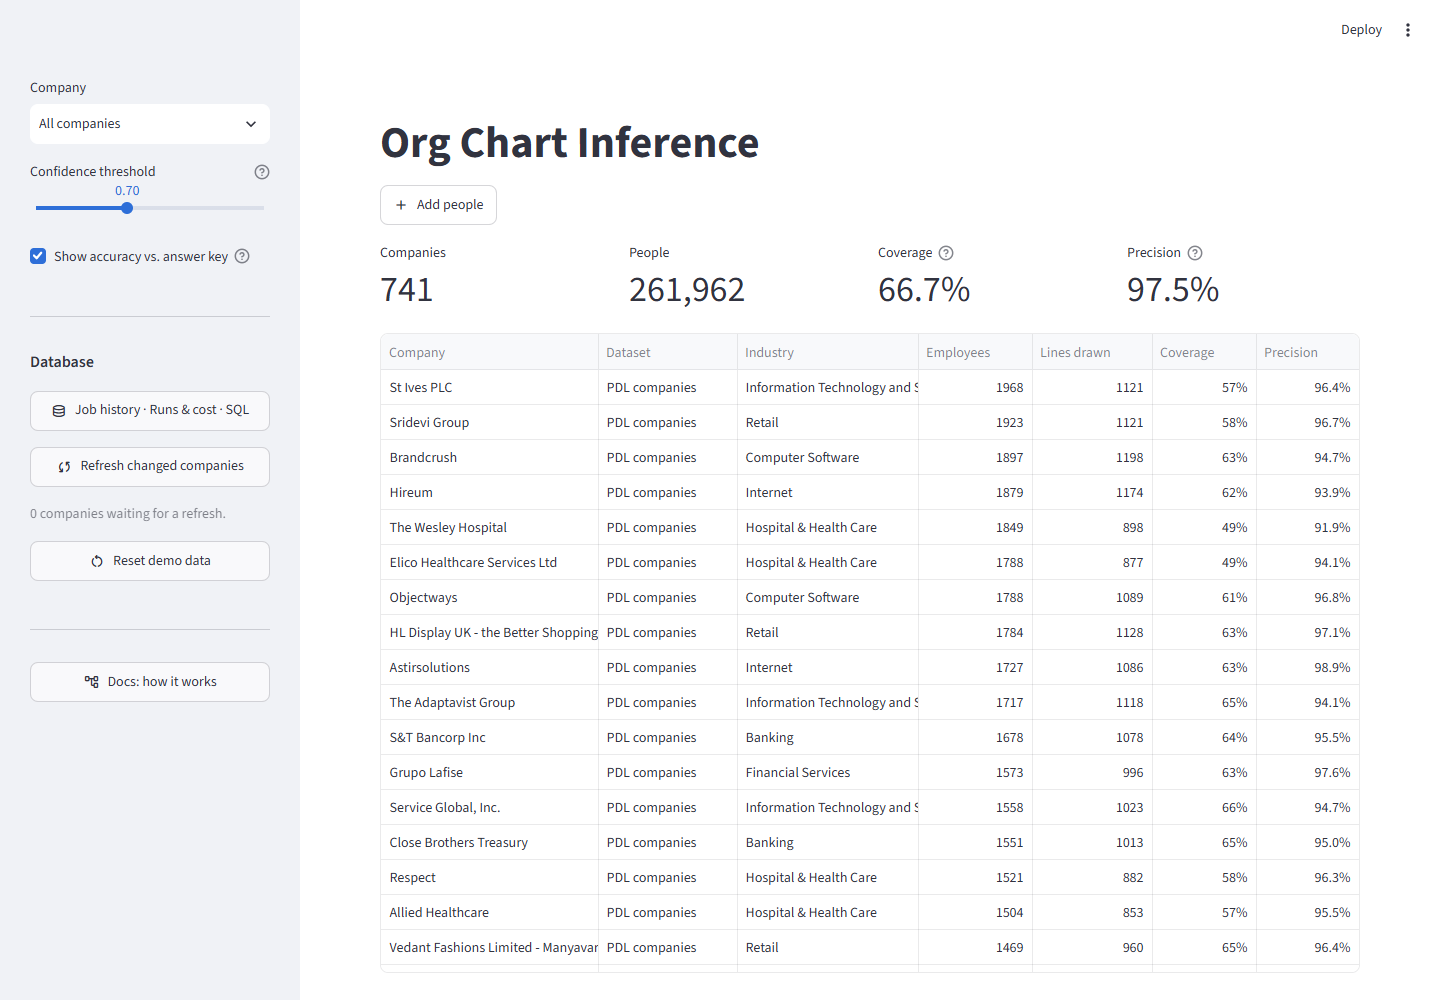 Deploy
Company
All companies
Confidence threshold
0.70
Show accuracy vs. answer key
Database
Job history · Runs & cost · SQL
Refresh changed companies
0 companies waiting for a refresh.
Reset demo data
Docs: how it works
Org Chart Inference
Add people
Companies People Coverage Precision
741 261,962 66.7% 97.5%
Company Dataset Industry Employees Lines drawn Coverage Precision
St Ives PLC PDL companies Information Technology and S 1968 1121 57% 96.4%
Sridevi Group PDL companies Retail 1923 1121 58% 96.7%
Brandcrush PDL companies Computer Software 1897 1198 63% 94.7%
Hireum PDL companies Internet 1879 1174 62% 93.9%
The Wesley Hospital PDL companies Hospital & Health Care 1849 898 49% 91.9%
Elico Healthcare Services Ltd PDL companies Hospital & Health Care 1788 877 49% 94.1%
Objectways PDL companies Computer Software 1788 1089 61% 96.8%
HL Display UK - the Better Shopping PDL companies Retail 1784 1128 63% 97.1%
Astirsolutions PDL companies Internet 1727 1086 63% 98.9%
The Adaptavist Group PDL companies Information Technology and S 1717 1118 65% 94.1%
S&T Bancorp Inc PDL companies Banking 1678 1078 64% 95.5%
Grupo Lafise PDL companies Financial Services 1573 996 63% 97.6%
Service Global, Inc. PDL companies Information Technology and S 1558 1023 66% 94.7%
Close Brothers Treasury PDL companies Banking 1551 1013 65% 95.0%
Respect PDL companies Hospital & Health Care 1521 882 58% 96.3%
Allied Healthcare PDL companies Hospital & Health Care 1504 853 57% 95.5%
Vedant Fashions Limited - Manyavar PDL companies Retail 1469 960 65% 96.4%